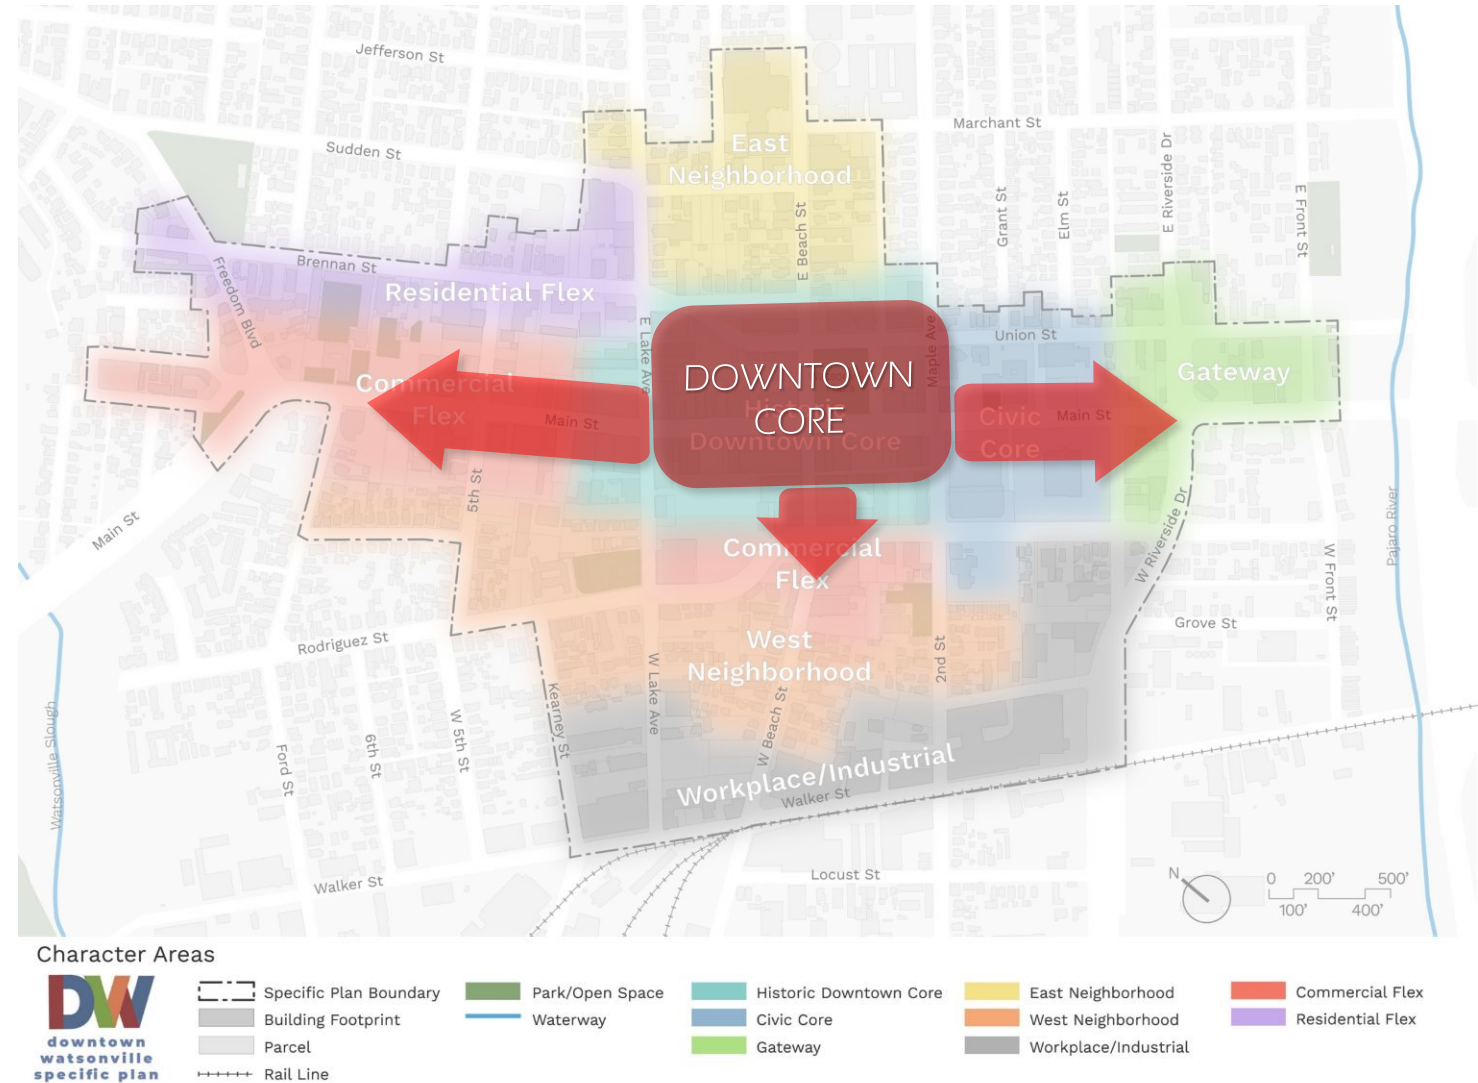 Jefferson St
Marchant St
Sudden St
East
Neighborhood
E Riverside Dr
Grant St
Elm St
E Front St
E Beach St
Brennan St
Freedom Blvd
Residential Flex
E Lake Ave
Maple Ave
Union St
Gateway
DOWNTOWN
CORE
Commercial
Flex
Main St
Historic
Downtown Core
Civic
Core
Main St
5th St
Main St
Commercial
Flex
W Riverside Dr
Pajaro River
W Front St
Grove St
Rodriguez St
West
Neighborhood
2nd St
Kearney St
W Lake Ave
W Beach St
Watsonville Slough
Ford St
6th St
W 5th St
Workplace/Industrial
Walker St
Walker St
Locust St
N
0 200' 500'
100' 400'
Character Areas
DW
downtown
watsonville
specific plan
Specific Plan Boundary
Building Footprint
Parcel
Rail Line
Park/Open Space
Waterway
Historic Downtown Core
Civic Core
Gateway
East Neighborhood
West Neighborhood
Workplace/Industrial
Commercial Flex
Residential Flex